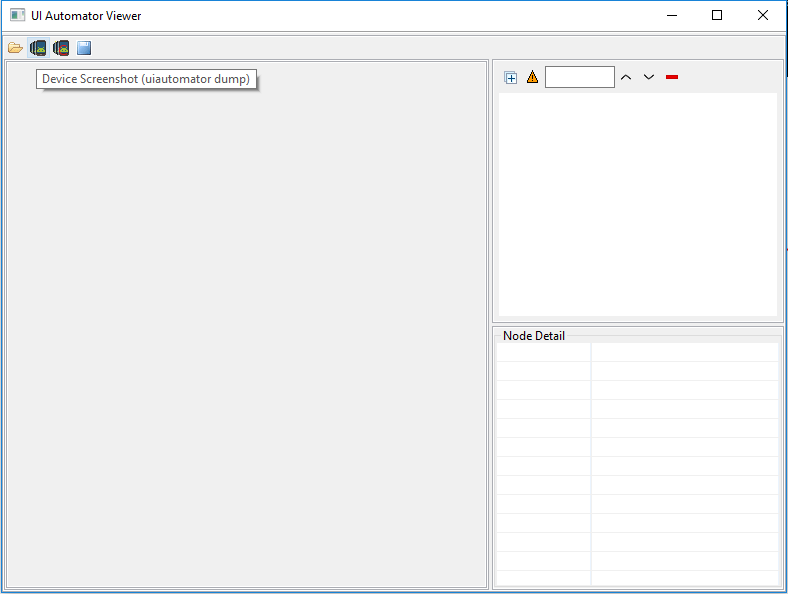 UI Automator Viewer
Device Screenshot (uiautomator dump)
Node Detail